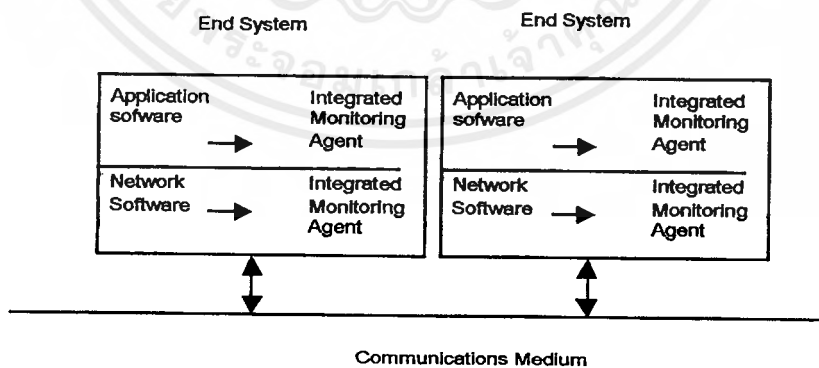 End System
End System
Application sofware
Integrated Monitoring Agent
Network Software
Integrated Monitoring Agent
Application sofware
Integrated Monitoring Agent
Network Software
Integrated Monitoring Agent
Communications Medium